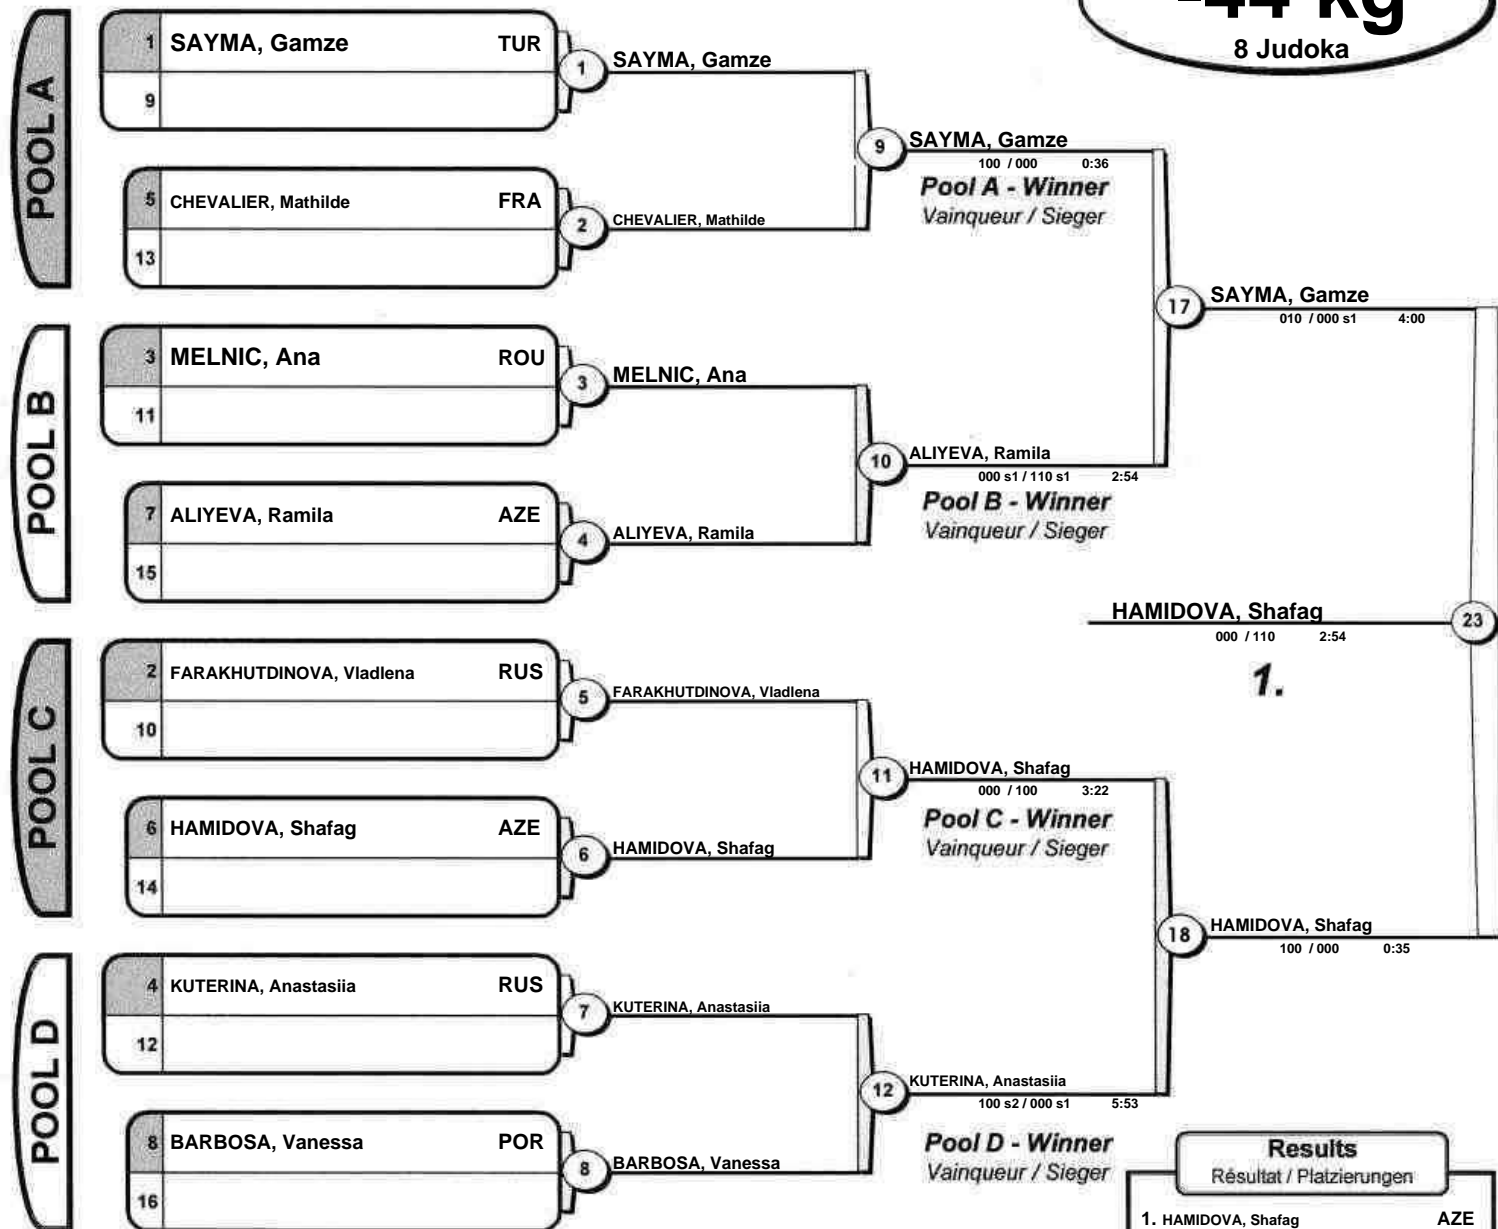 -44 kg
8 Judoka
POOL A
1 SAYMA, Gamze TUR
9
1 SAYMA, Gamze
5 CHEVALIER, Mathilde FRA
13
2 CHEVALIER, Mathilde
9 SAYMA, Gamze
100 / 000 0:36
Pool A - Winner
Vainqueur / Sieger
POOL B
3 MELNIC, Ana ROU
11
3 MELNIC, Ana
7 ALIYEVA, Ramila AZE
15
4 ALIYEVA, Ramila
10 ALIYEVA, Ramila
000 s1 / 110 s1 2:54
Pool B - Winner
Vainqueur / Sieger
17 SAYMA, Gamze
010 / 000 s1 4:00
HAMIDOVA, Shafag 23
000 / 110 2:54
1.
POOL C
2 FARAKHUTDINOVA, Vladlena RUS
10
5 FARAKHUTDINOVA, Vladlena
6 HAMIDOVA, Shafag AZE
14
6 HAMIDOVA, Shafag
11 HAMIDOVA, Shafag
000 / 100 3:22
Pool C - Winner
Vainqueur / Sieger
18 HAMIDOVA, Shafag
100 / 000 0:35
POOL D
4 KUTERINA, Anastasiia RUS
12
7 KUTERINA, Anastasiia
8 BARBOSA, Vanessa POR
16
8 BARBOSA, Vanessa
12 KUTERINA, Anastasiia
100 s2 / 000 s1 5:53
Pool D - Winner
Vainqueur / Sieger
Results
Résultat / Platzierungen
1. HAMIDOVA, Shafag AZE